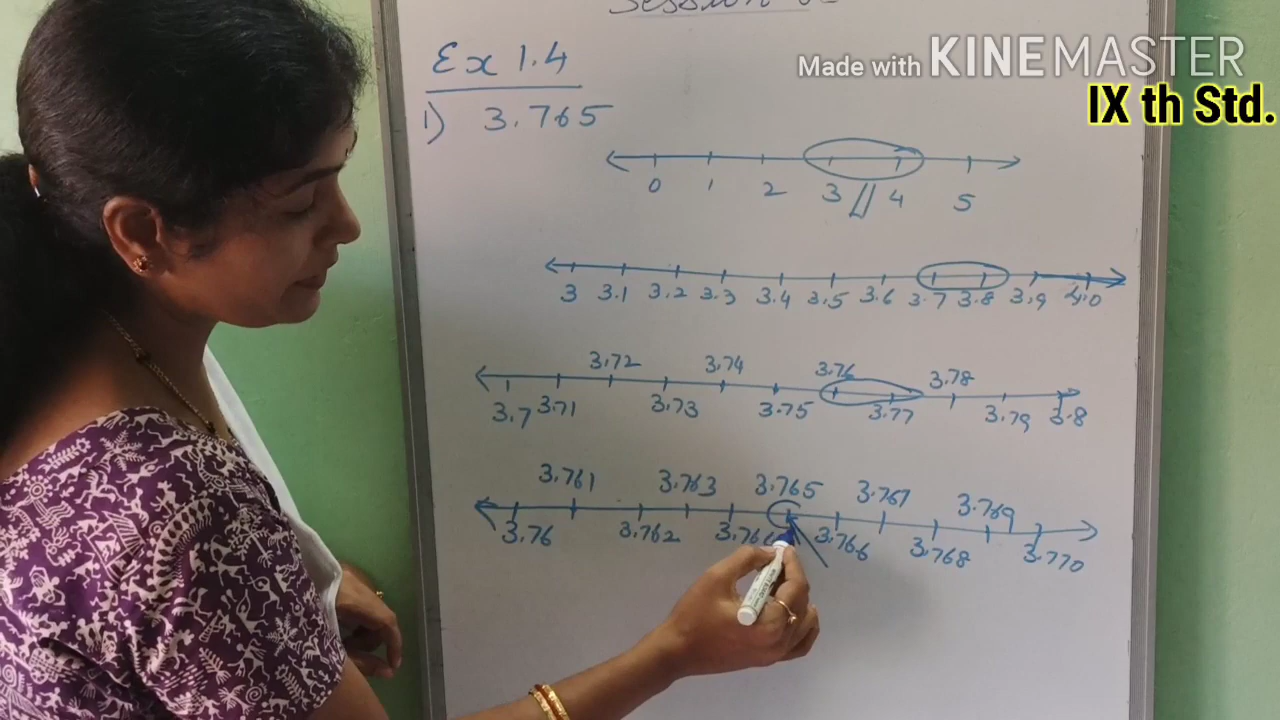 Session
Made with KINEMASTER
IX th Std.
Ex 1.4
1) 3.765
0 1 2 3 4 5
3 3.1 3.2 3.3 3.4 3.5 3.6 3.7 3.8 3.9 4.0
3.72 3.74 3.76 3.78
3.7 3.71 3.73 3.75 3.77 3.79 3.8
3.761 3.763 3.765 3.767 3.769
3.76 3.762 3.766 3.768 3.770